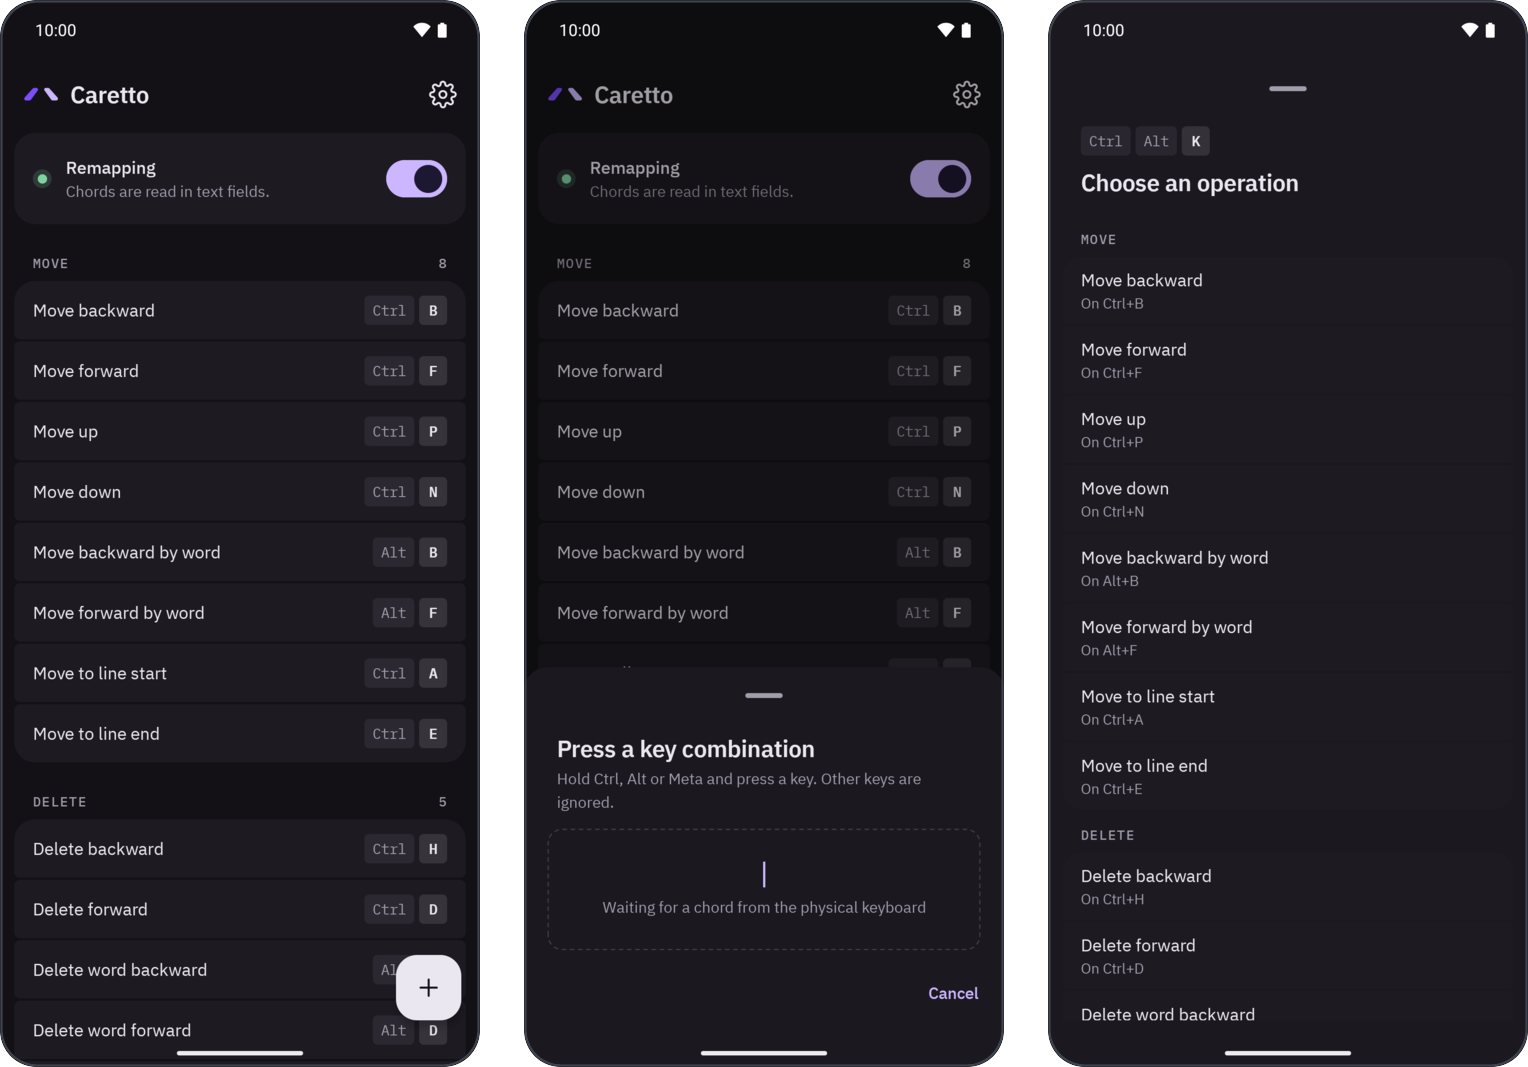 10:00
Caretto
Remapping
Chords are read in text fields.
MOVE 8
Move backward Ctrl B
Move forward Ctrl F
Move up Ctrl P
Move down Ctrl N
Move backward by word Alt B
Move forward by word Alt F
Move to line start Ctrl A
Move to line end Ctrl E
DELETE 5
Delete backward Ctrl H
Delete forward Ctrl D
Delete word backward
Delete word forward Alt D
10:00
Caretto
Remapping
Chords are read in text fields.
MOVE 8
Move backward Ctrl B
Move forward Ctrl F
Move up Ctrl P
Move down Ctrl N
Move backward by word Alt B
Move forward by word Alt F
Press a key combination
Hold Ctrl, Alt or Meta and press a key. Other keys are
ignored.
Waiting for a chord from the physical keyboard
Cancel
10:00
Ctrl Alt K
Choose an operation
MOVE
Move backward
On Ctrl+B
Move forward
On Ctrl+F
Move up
On Ctrl+P
Move down
On Ctrl+N
Move backward by word
On Alt+B
Move forward by word
On Alt+F
Move to line start
On Ctrl+A
Move to line end
On Ctrl+E
DELETE
Delete backward
On Ctrl+H
Delete forward
On Ctrl+D
Delete word backward